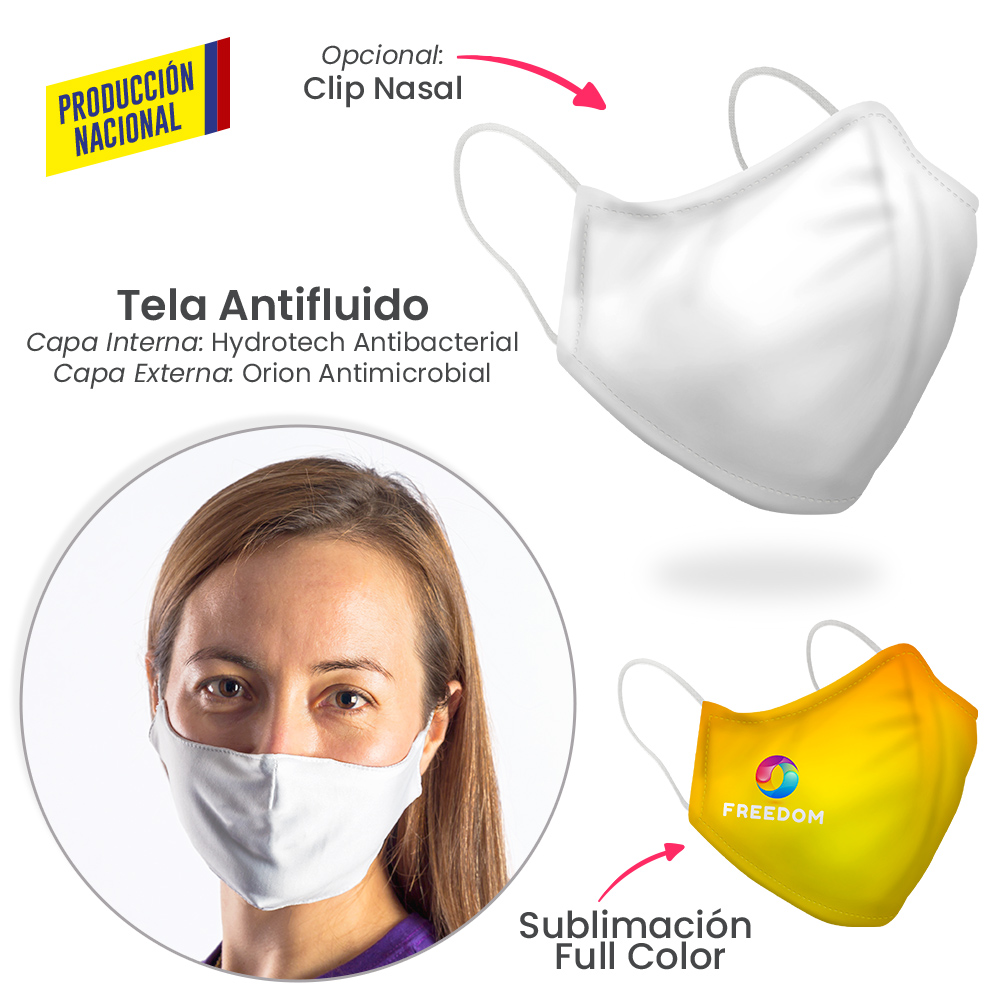 PRODUCCIÓN
NACIONAL
Opcional:
Clip Nasal
Tela Antifluido
Capa Interna: Hydrotech Antibacterial
Capa Externa: Orion Antimicrobial
FREEDOM
Sublimación
Full Color